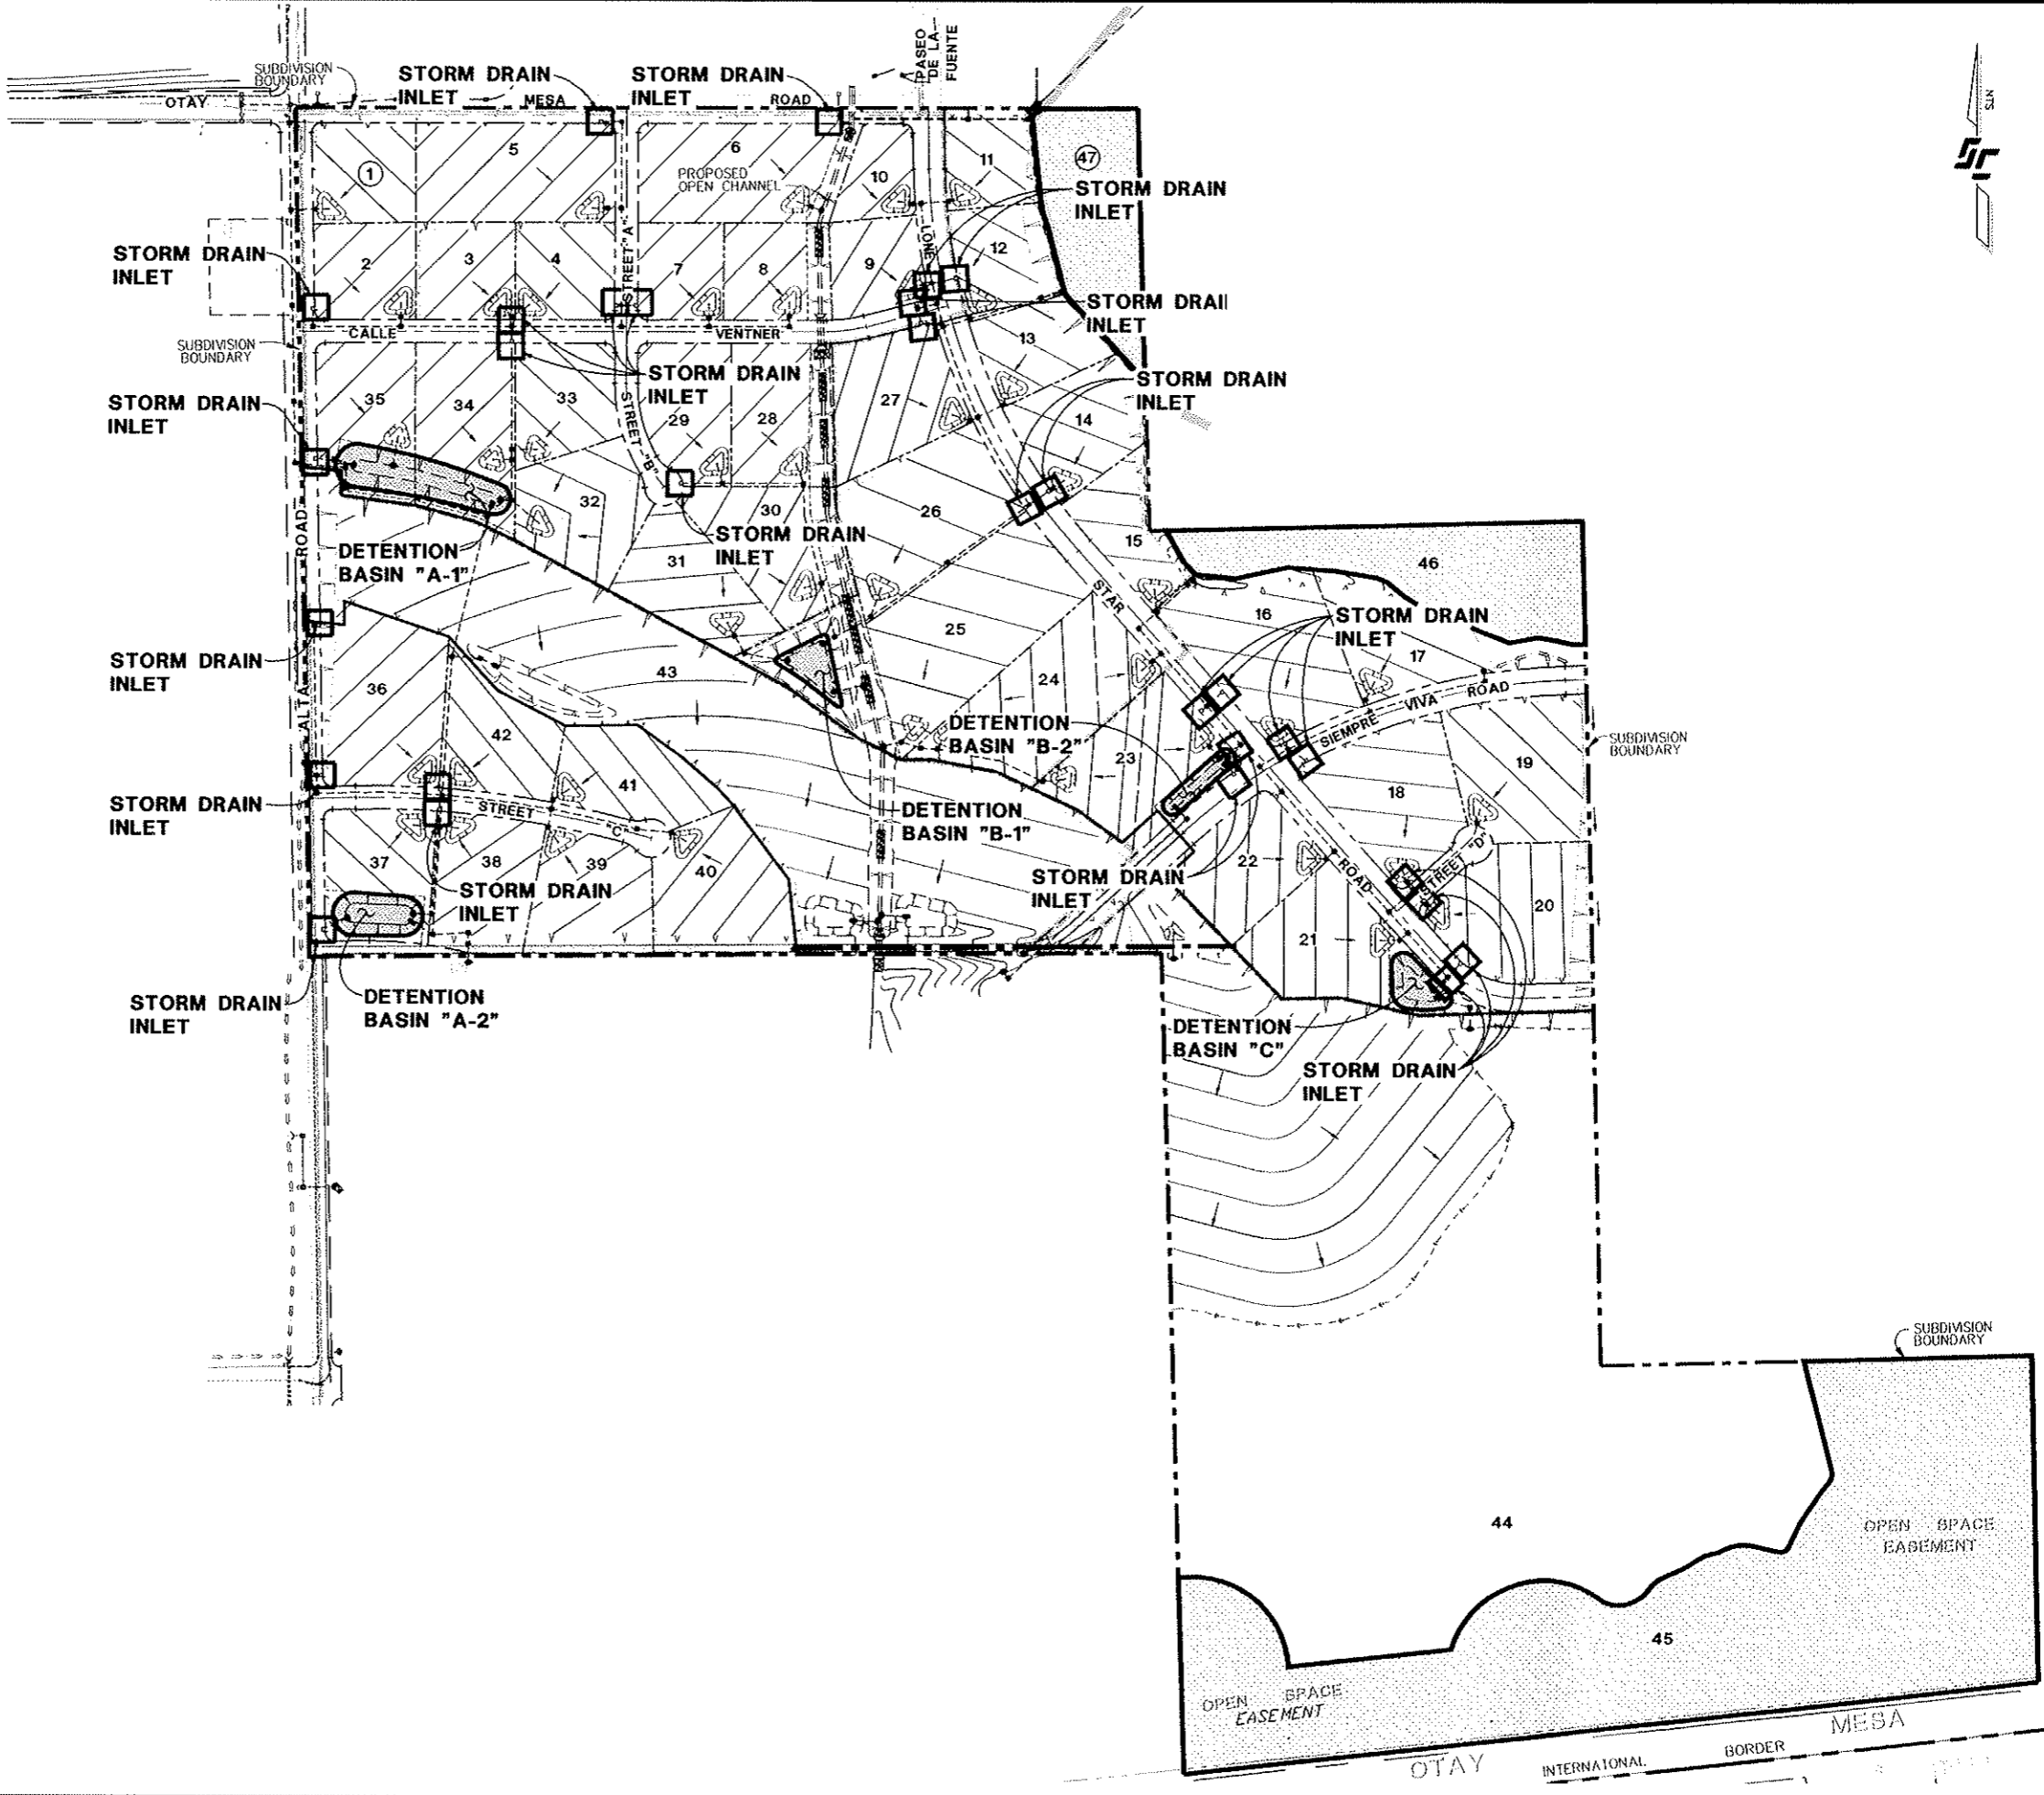 SUBDIVISION
BOUNDARY
STORM DRAIN
INLET
STORM DRAIN
INLET
PASEO
DE LA
FUENTE
OTAY
MESA
ROAD
NTS
1
5
6
10
11
47
PROPOSED
OPEN CHANNEL
STORM DRAIN
INLET
STORM DRAIN
INLET
2
3
4
STREET "A"
7
8
9
LONE
12
STORM DRAI
INLET
CALLE
VENTNER
SUBDIVISION
BOUNDARY
13
STORM DRAIN
INLET
STORM DRAIN
INLET
STORM DRAIN
INLET
35
34
33
STREET "B"
29
28
27
14
32
30
26
STORM DRAIN
INLET
15
ROAD
DETENTION
BASIN "A-1"
31
46
STAR
16
STORM DRAIN
INLET
25
STORM DRAIN
INLET
43
24
17
36
ALTA
SIEMPRE VIVA ROAD
DETENTION
BASIN "B-2"
42
23
19
SUBDIVISION
BOUNDARY
STORM DRAIN
INLET
STREET
"C"
41
DETENTION
BASIN "B-1"
18
37
38
39
40
22
ROAD
STREET "D"
STORM DRAIN
INLET
STORM DRAIN
INLET
20
21
STORM DRAIN
INLET
DETENTION
BASIN "A-2"
DETENTION
BASIN "C"
STORM DRAIN
INLET
SUBDIVISION
BOUNDARY
44
OPEN SPACE
EASEMENT
45
OPEN SPACE
EASEMENT
OTAY
MESA
INTERNATONAL
BORDER